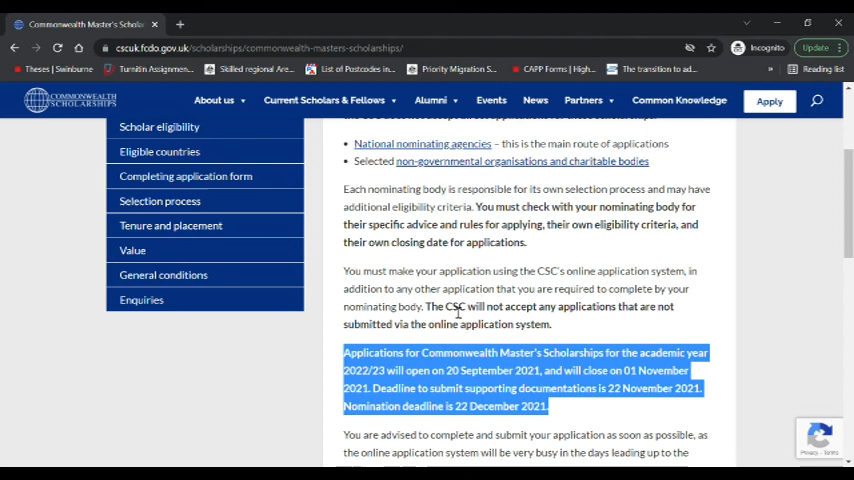 Commonwealth Master's Schola
cscuk.fcdo.gov.uk/scholarships/commonwealth-masters-scholarships/
Incognito
Update
Theses | Swinburne
Turnitin Assignmen...
Skilled regional Are...
List of Postcodes in...
Priority Migration S...
CAPP Forms | High...
The transition to ad...
»
Reading list
COMMONWEALTH
SCHOLARSHIPS
About us
Current Scholars & Fellows
Alumni
Events
News
Partners
Common Knowledge
Apply
Scholar eligibility
Eligible countries
Completing application form
Selection process
Tenure and placement
Value
General conditions
Enquiries
• National nominating agencies – this is the main route of applications
• Selected non-governmental organisations and charitable bodies
Each nominating body is responsible for its own selection process and may have
additional eligibility criteria. You must check with your nominating body for
their specific advice and rules for applying, their own eligibility criteria, and
their own closing date for applications.
You must make your application using the CSC's online application system, in
addition to any other application that you are required to complete by your
nominating body. The CSC will not accept any applications that are not
submitted via the online application system.
Applications for Commonwealth Master's Scholarships for the academic year
2022/23 will open on 20 September 2021, and will close on 01 November
2021. Deadline to submit supporting documentations is 22 November 2021.
Nomination deadline is 22 December 2021.
You are advised to complete and submit your application as soon as possible, as
the online application system will be very busy in the days leading up to the
Privacy - Terms